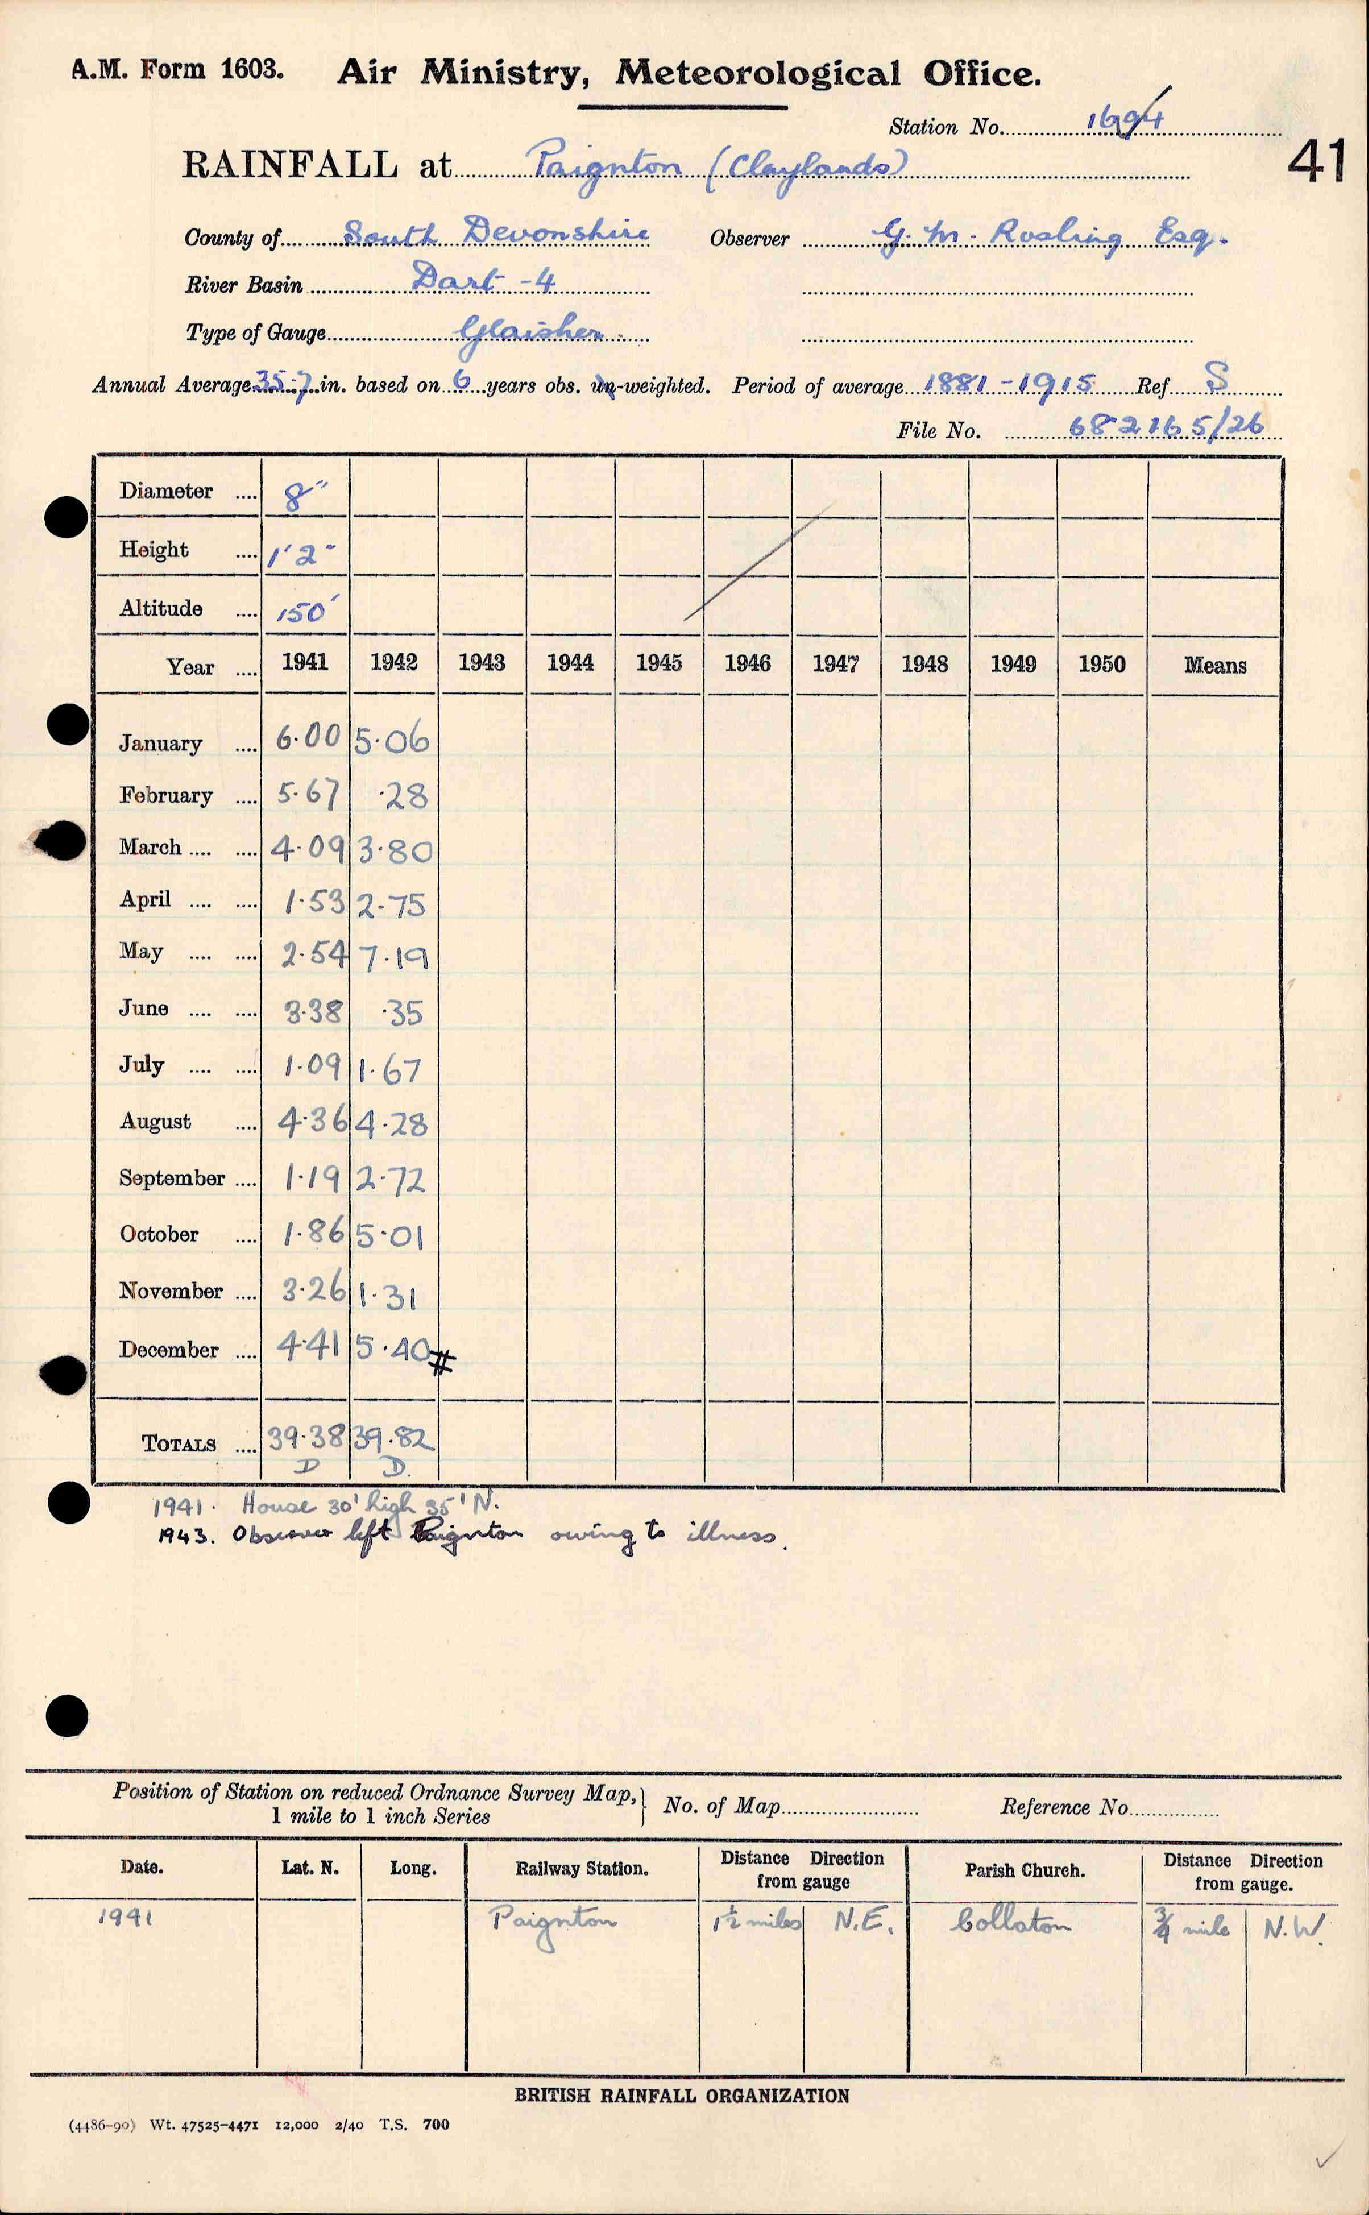 A.M. Form 1603. Air Ministry, Meteorological Office.
Station No. 1694
41
RAINFALL at Paignton (Claylands)
County of South Devonshire Observer G. M. Rosling Esq.
River Basin Dart - 4
Type of Gauge Glaisher
Annual Average 35.7 in. based on 6 years obs. un-weighted. Period of average 1881-1915 Ref S
File No. 682165/26
Diameter .... 8"
Height .... 1'2"
Altitude .... 150'
Year .... 1941 1942 1943 1944 1945 1946 1947 1948 1949 1950 Means
January .... 6.00 5.06
February .... 5.67 .28
March .... .... 4.09 3.80
April .... .... 1.53 2.75
May .... .... 2.54 7.19
June .... .... 3.38 .35
July .... .... 1.09 1.67
August .... 4.36 4.28
September .... 1.19 2.72
October .... 1.86 5.01
November .... 3.26 1.31
December .... 4.41 5.40 #
TOTALS .... 39.38 39.82
D D.
1941. House 30' high 35' N.
1943. Observer left Paignton owing to illness.
Position of Station on reduced Ordnance Survey Map, 1 mile to 1 inch Series } No. of Map Reference No.
Date. Lat. N. Long. Railway Station. Distance Direction from gauge Parish Church. Distance Direction from gauge.
1941 Paignton 1½ miles N.E. Collaton ¾ mile N.W.
BRITISH RAINFALL ORGANIZATION
(4486-90) Wt. 47525-4471 12,000 2/40 T.S. 700